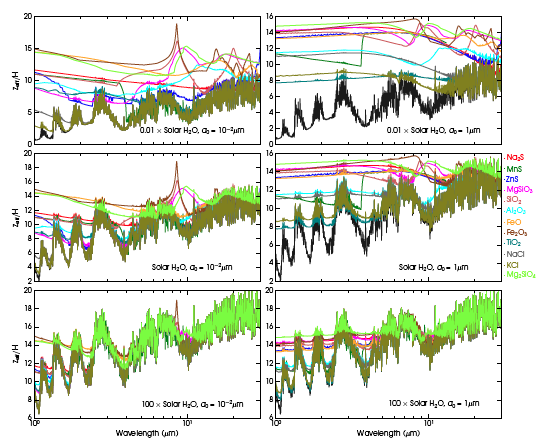 20
15
10
5
0
z_eff/H
0.01 × Solar H₂O, a₀ = 10⁻²μm
16
14
12
10
8
6
4
2
0
0.01 × Solar H₂O, a₀ = 1μm
20
18
16
14
12
10
8
6
4
2
z_eff/H
Solar H₂O, a₀ = 10⁻²μm
16
14
12
10
8
6
4
2
Solar H₂O, a₀ = 1μm
Na₂S
MnS
ZnS
MgSiO₃
SiO₂
Al₂O₃
FeO
Fe₂O₃
TiO₂
NaCl
KCl
Mg₂SiO₄
20
18
16
14
12
10
8
6
z_eff/H
100 × Solar H₂O, a₀ = 10⁻²μm
10⁰
10¹
Wavelength (μm)
20
18
16
14
12
10
8
6
100 × Solar H₂O, a₀ = 1μm
10⁰
10¹
Wavelength (μm)